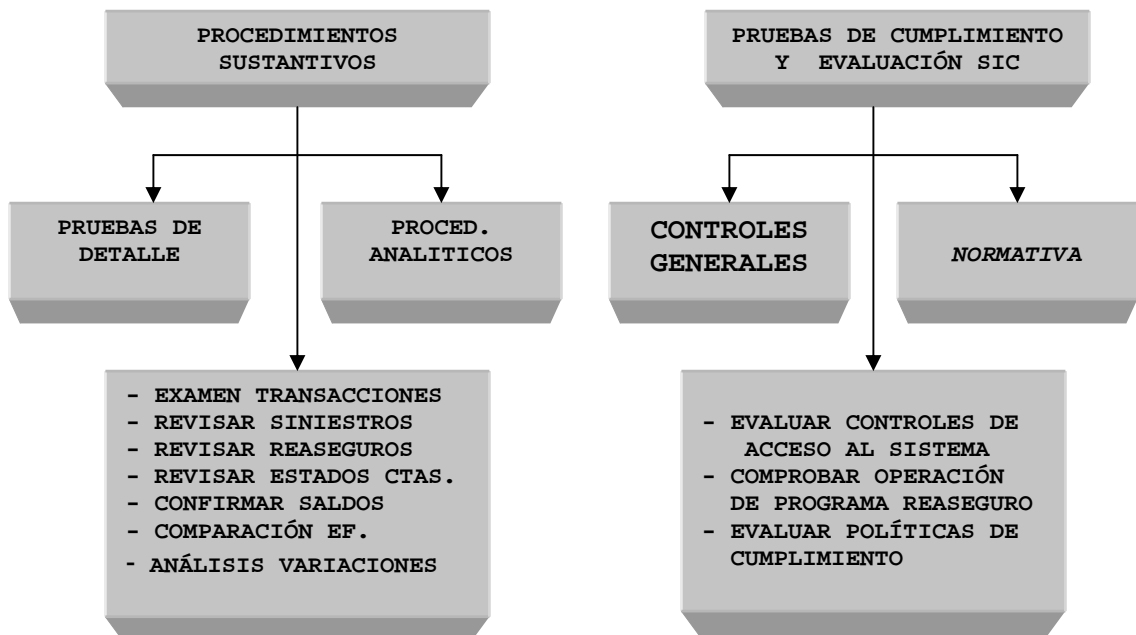 PROCEDIMIENTOS
SUSTANTIVOS
PRUEBAS DE CUMPLIMIENTO
Y EVALUACIÓN SIC
PRUEBAS DE
DETALLE
PROCED.
ANALITICOS
CONTROLES
GENERALES
NORMATIVA
- EXAMEN TRANSACCIONES
- REVISAR SINIESTROS
- REVISAR REASEGUROS
- REVISAR ESTADOS CTAS.
- CONFIRMAR SALDOS
- COMPARACIÓN EF.
- ANÁLISIS VARIACIONES
- EVALUAR CONTROLES DE
ACCESO AL SISTEMA
- COMPROBAR OPERACIÓN
DE PROGRAMA REASEGURO
- EVALUAR POLÍTICAS DE
CUMPLIMIENTO